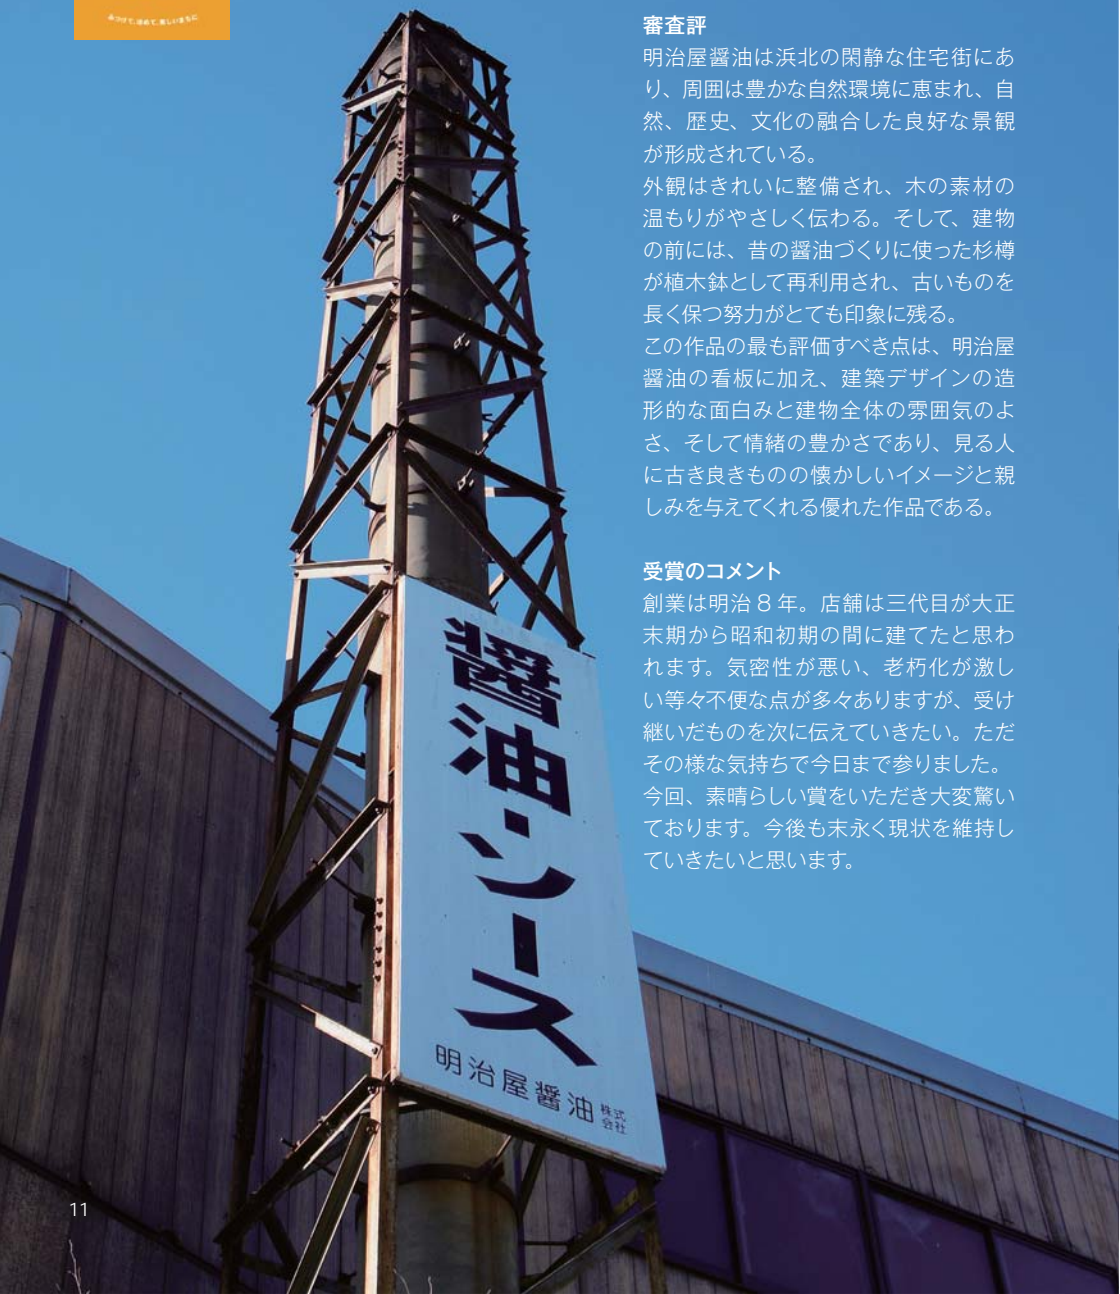 みつけて、ほめて、楽しいまちに
審査評
明治屋醤油は浜北の閑静な住宅街にあ
り、周囲は豊かな自然環境に恵まれ、自
然、歴史、文化の融合した良好な景観
が形成されている。
外観はきれいに整備され、木の素材の
温もりがやさしく伝わる。そして、建物
の前には、昔の醤油づくりに使った杉樽
が植木鉢として再利用され、古いものを
長く保つ努力がとても印象に残る。
この作品の最も評価すべき点は、明治屋
醤油の看板に加え、建築デザインの造
形的な面白みと建物全体の雰囲気のよ
さ、そして情緒の豊かさであり、見る人
に古き良きものの懐かしいイメージと親
しみを与えてくれる優れた作品である。
受賞のコメント
創業は明治 8 年。店舗は三代目が大正
末期から昭和初期の間に建てたと思わ
れます。気密性が悪い、老朽化が激し
い等々不便な点が多々ありますが、受け
継いだものを次に伝えていきたい。ただ
その様な気持ちで今日まで参りました。
今回、素晴らしい賞をいただき大変驚い
ております。今後も末永く現状を維持し
ていきたいと思います。
醤油・ソース
明治屋醤油株式会社
11